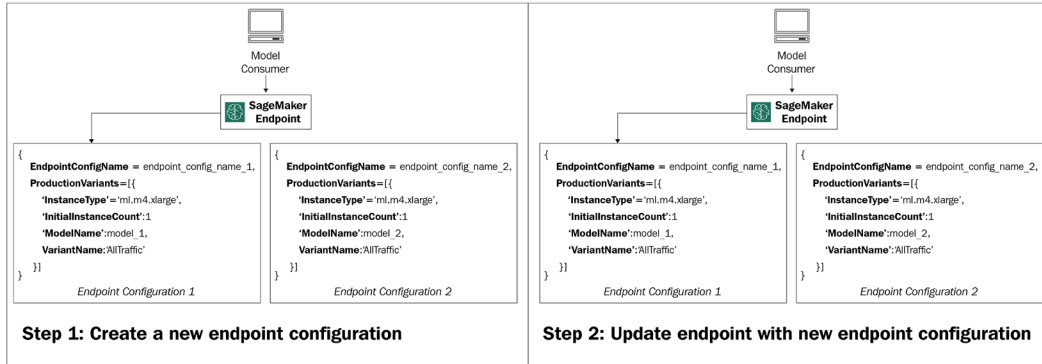 Model
Consumer
SageMaker
Endpoint
{
EndpointConfigName = endpoint_config_name_1,
ProductionVariants=[{
‘InstanceType’=‘ml.m4.xlarge’,
‘InitialInstanceCount’:1
‘ModelName’:model_1,
VariantName:‘AllTraffic’
}]
}
Endpoint Configuration 1
{
EndpointConfigName = endpoint_config_name_2,
ProductionVariants=[{
‘InstanceType’=‘ml.m4.xlarge’,
‘InitialInstanceCount’:1
‘ModelName’:model_2,
VariantName:‘AllTraffic’
}]
}
Endpoint Configuration 2
Step 1: Create a new endpoint configuration
Model
Consumer
SageMaker
Endpoint
{
EndpointConfigName = endpoint_config_name_1,
ProductionVariants=[{
‘InstanceType’=‘ml.m4.xlarge’,
‘InitialInstanceCount’:1
‘ModelName’:model_1,
‘VariantName’:‘AllTraffic’
}]
}
Endpoint Configuration 1
{
EndpointConfigName = endpoint_config_name_2,
ProductionVariants=[{
‘InstanceType’=‘ml.m4.xlarge’,
‘InitialInstanceCount’:1
‘ModelName’:model_2,
‘VariantName’:‘AllTraffic’
}]
}
Endpoint Configuration 2
Step 2: Update endpoint with new endpoint configuration